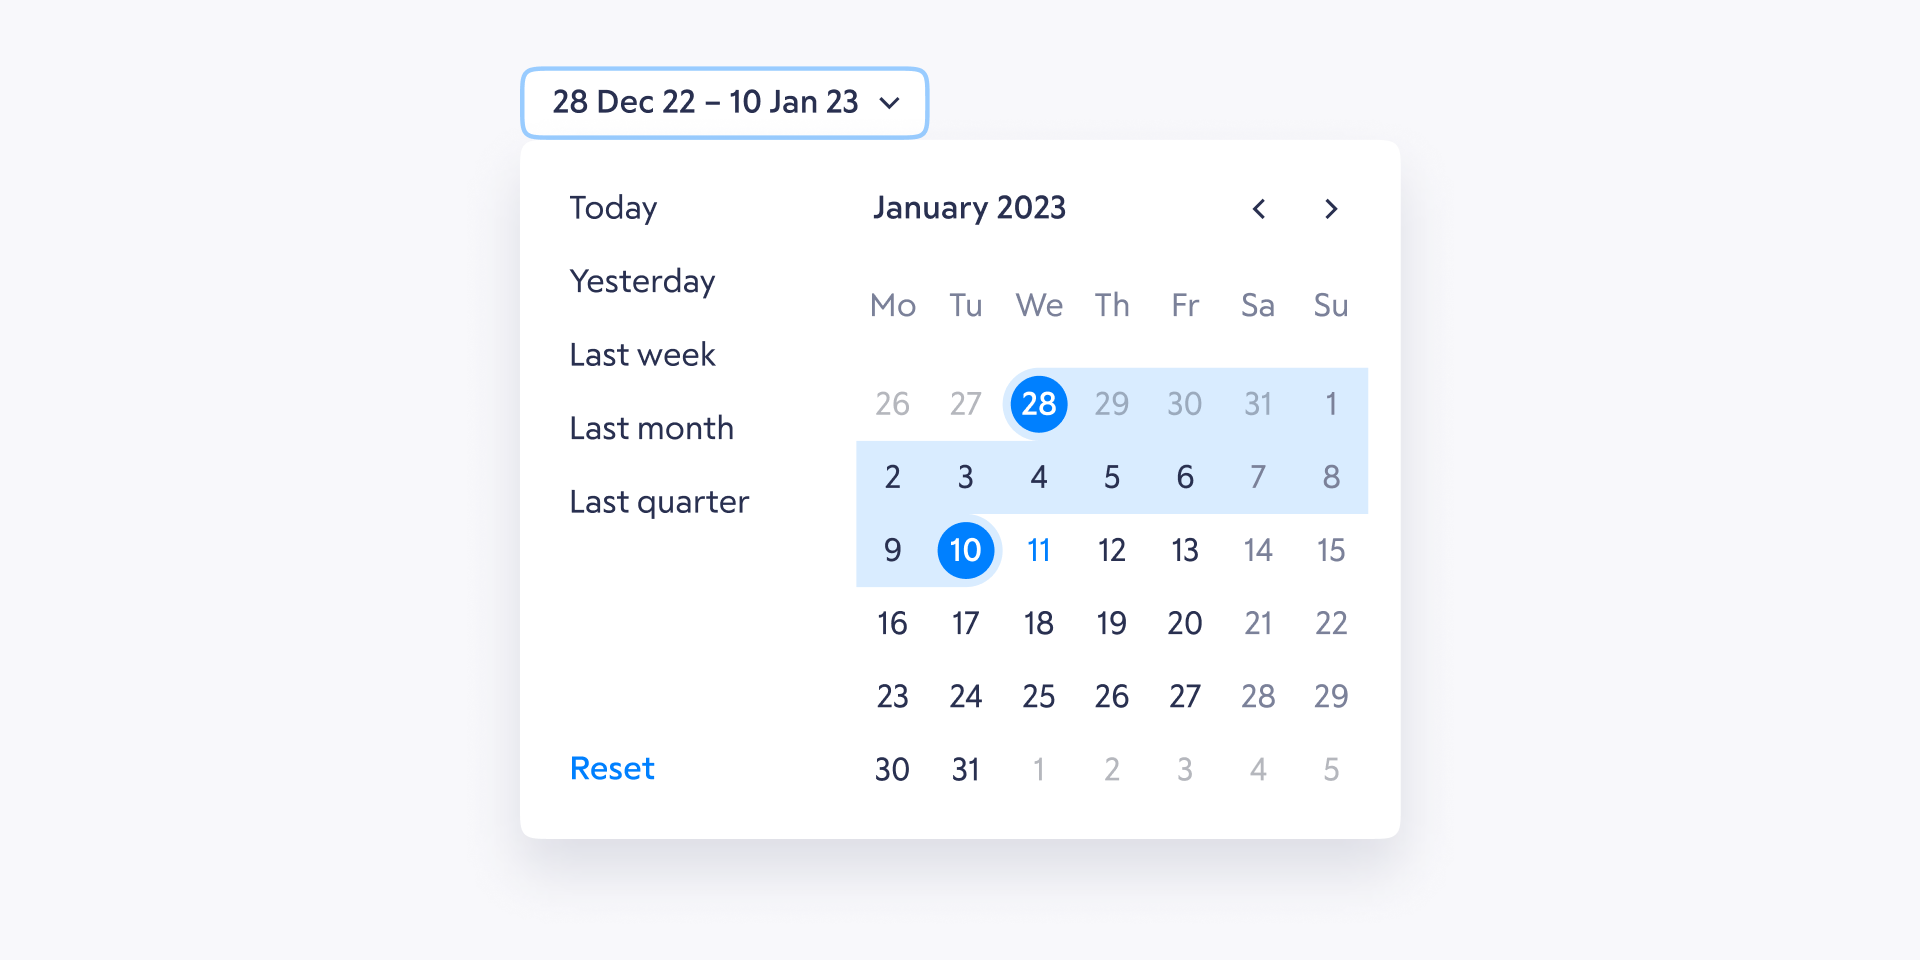 28 Dec 22 – 10 Jan 23
Today
Yesterday
Last week
Last month
Last quarter
Reset
January 2023
Mo Tu We Th Fr Sa Su
26 27 28 29 30 31 1
2 3 4 5 6 7 8
9 10 11 12 13 14 15
16 17 18 19 20 21 22
23 24 25 26 27 28 29
30 31 1 2 3 4 5